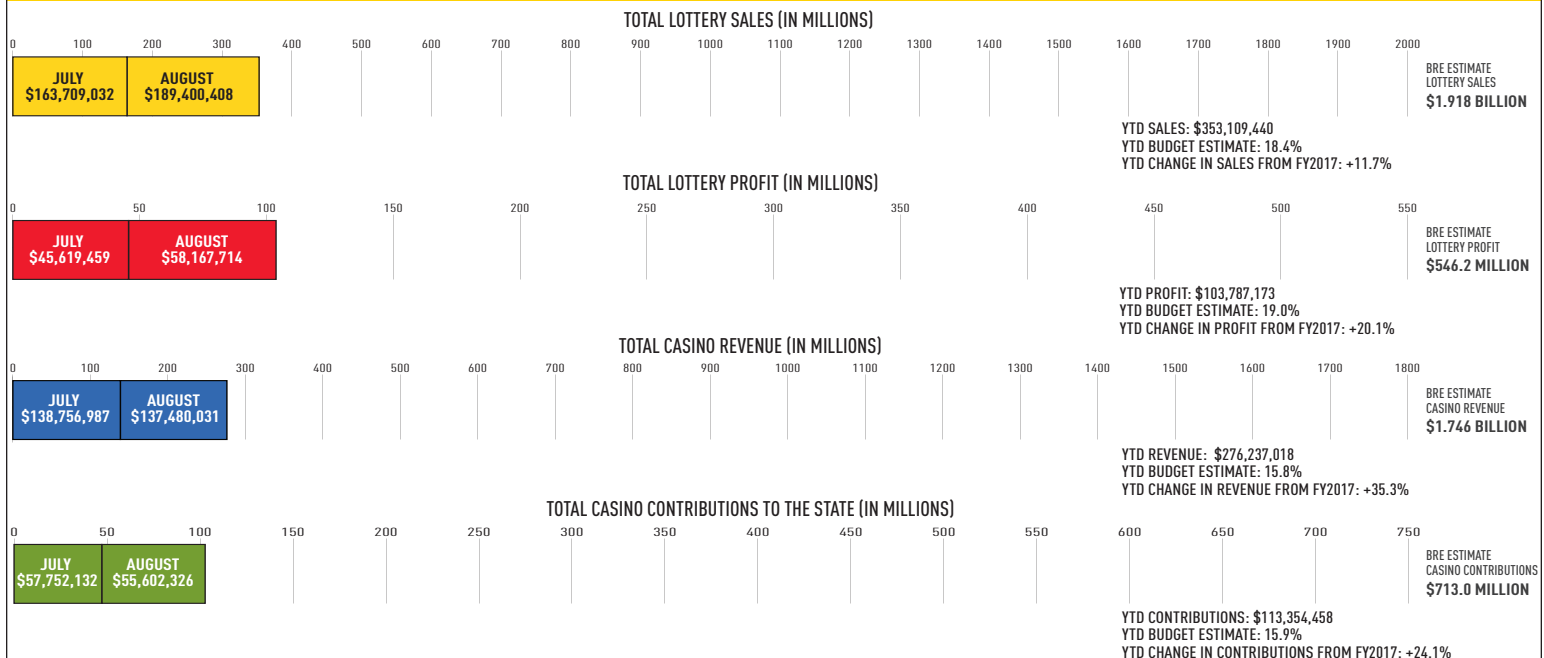 TOTAL LOTTERY SALES (IN MILLIONS)
0 100 200 300 400 500 600 700 800 900 1000 1100 1200 1300 1400 1500 1600 1700 1800 1900 2000
JULY
$163,709,032
AUGUST
$189,400,408
BRE ESTIMATE
LOTTERY SALES
$1.918 BILLION
YTD SALES: $353,109,440
YTD BUDGET ESTIMATE: 18.4%
YTD CHANGE IN SALES FROM FY2017: +11.7%
TOTAL LOTTERY PROFIT (IN MILLIONS)
0 50 100 150 200 250 300 350 400 450 500 550
JULY
$45,619,459
AUGUST
$58,167,714
BRE ESTIMATE
LOTTERY PROFIT
$546.2 MILLION
YTD PROFIT: $103,787,173
YTD BUDGET ESTIMATE: 19.0%
YTD CHANGE IN PROFIT FROM FY2017: +20.1%
TOTAL CASINO REVENUE (IN MILLIONS)
0 100 200 300 400 500 600 700 800 900 1000 1100 1200 1300 1400 1500 1600 1700 1800
JULY
$138,756,987
AUGUST
$137,480,031
BRE ESTIMATE
CASINO REVENUE
$1.746 BILLION
YTD REVENUE: $276,237,018
YTD BUDGET ESTIMATE: 15.8%
YTD CHANGE IN REVENUE FROM FY2017: +35.3%
TOTAL CASINO CONTRIBUTIONS TO THE STATE (IN MILLIONS)
0 50 100 150 200 250 300 350 400 450 500 550 600 650 700 750
JULY
$57,752,132
AUGUST
$55,602,326
BRE ESTIMATE
CASINO CONTRIBUTIONS
$713.0 MILLION
YTD CONTRIBUTIONS: $113,354,458
YTD BUDGET ESTIMATE: 15.9%
YTD CHANGE IN CONTRIBUTIONS FROM FY2017: +24.1%